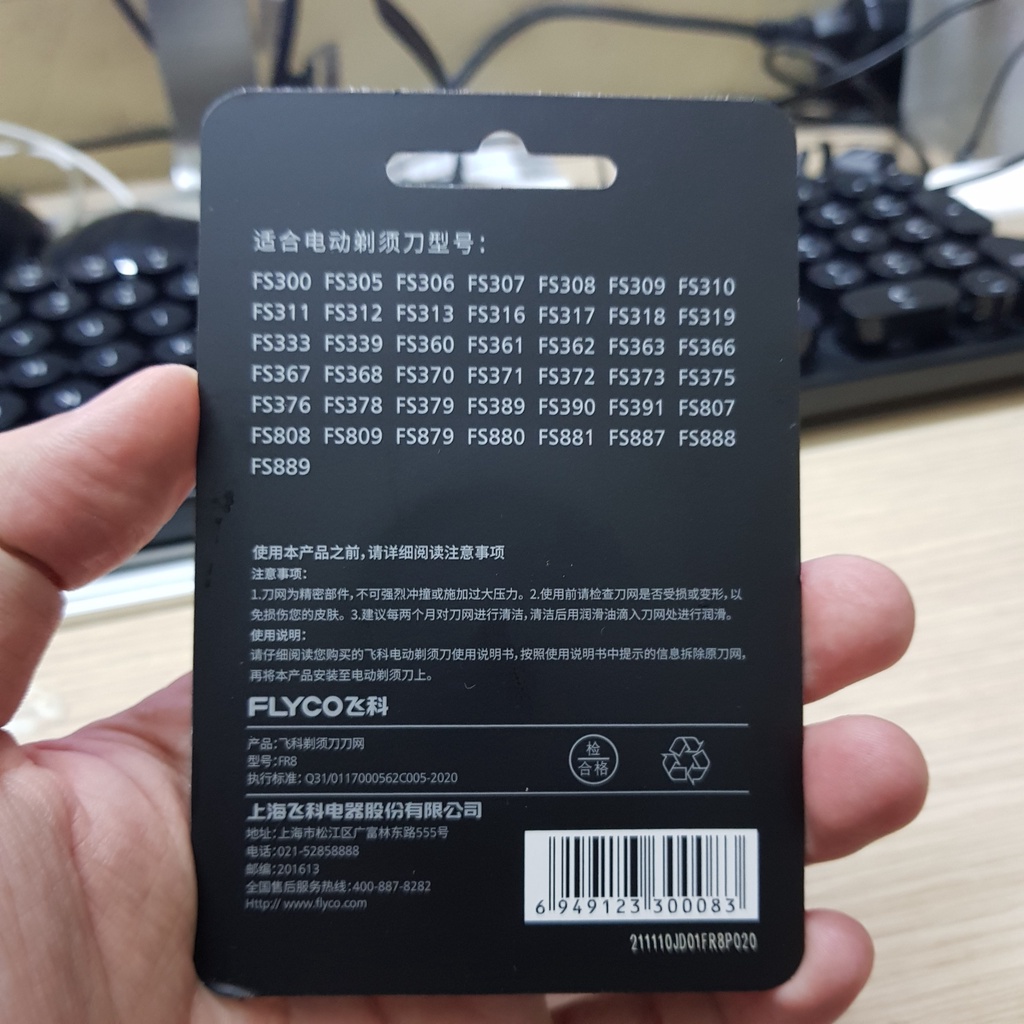 适合电动剃须刀型号：
FS300 FS305 FS306 FS307 FS308 FS309 FS310
FS311 FS312 FS313 FS316 FS317 FS318 FS319
FS333 FS339 FS360 FS361 FS362 FS363 FS366
FS367 FS368 FS370 FS371 FS372 FS373 FS375
FS376 FS378 FS379 FS389 FS390 FS391 FS807
FS808 FS809 FS879 FS880 FS881 FS887 FS888
FS889
使用本产品之前，请详细阅读注意事项
注意事项：
1.刀网为精密部件，不可强烈冲撞或施加过大压力。2.使用前请检查刀网是否受损或变形，以
免损伤您的皮肤。3.建议每两个月对刀网进行清洁，清洁后用润滑油滴入刀网处进行润滑。
使用说明：
请仔细阅读您购买的飞科电动剃须刀使用说明书，按照使用说明书中提示的信息拆除原刀网，
再将本产品安装至电动剃须刀上。
FLYCO飞科
产品：飞科剃须刀刀网
型号：FR8
执行标准：Q31/0117000562C005-2020
检
合格
上海飞科电器股份有限公司
地址：上海市松江区广富林东路555号
电话：021-52858888
邮编：201613
全国售后服务热线：400-887-8282
Http:// www.flyco.com
6 949123 300083
211110JD01FR8P020